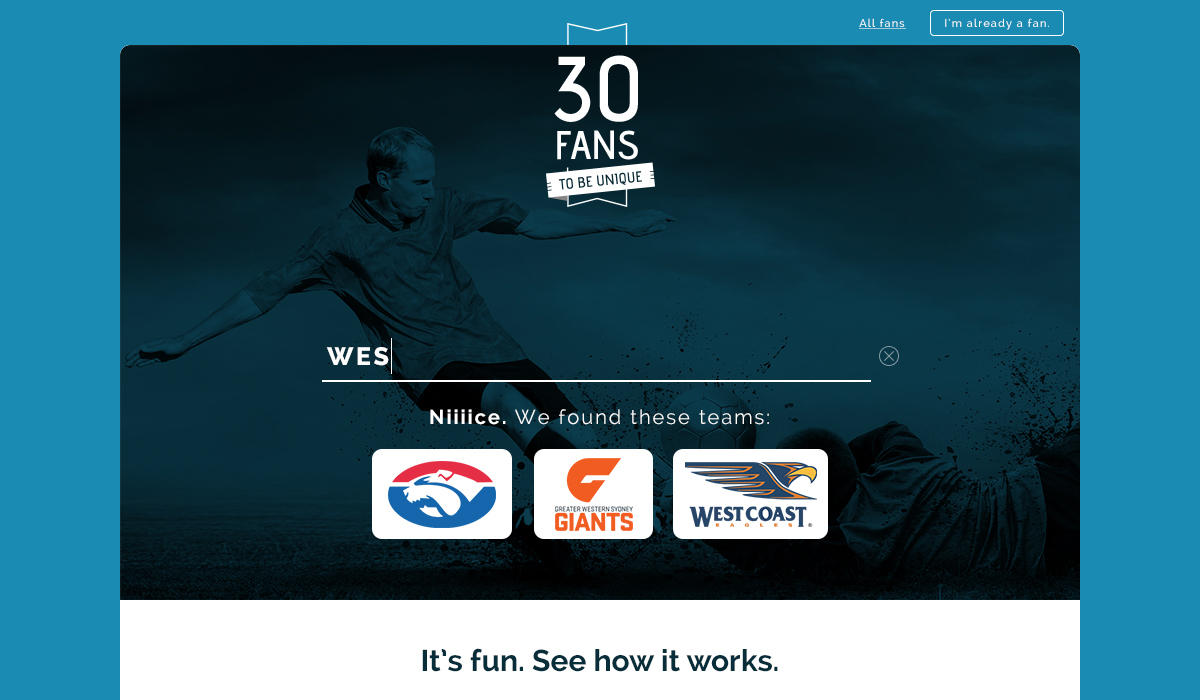 All fans
I'm already a fan.
30
FANS
TO BE UNIQUE
WES
Niiiice. We found these teams:
GREATER WESTERN SYDNEY
GIANTS
WEST COAST
EAGLES®
It's fun. See how it works.